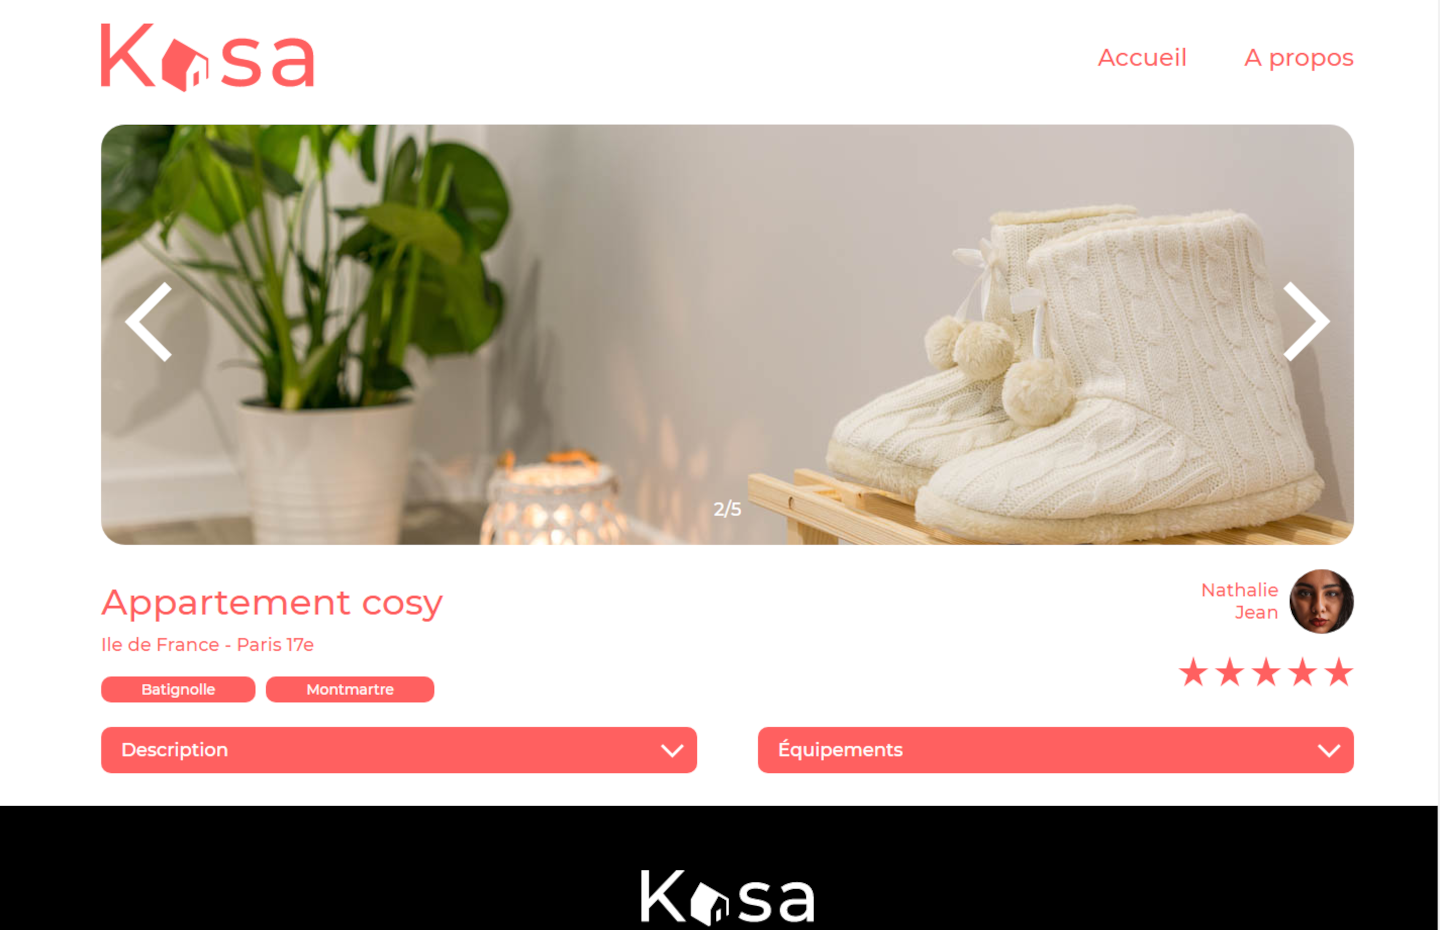 Kasa
Accueil
A propos
2/5
Appartement cosy
Ile de France - Paris 17e
Batignolle
Montmartre
Nathalie
Jean
Description
Équipements
Kasa